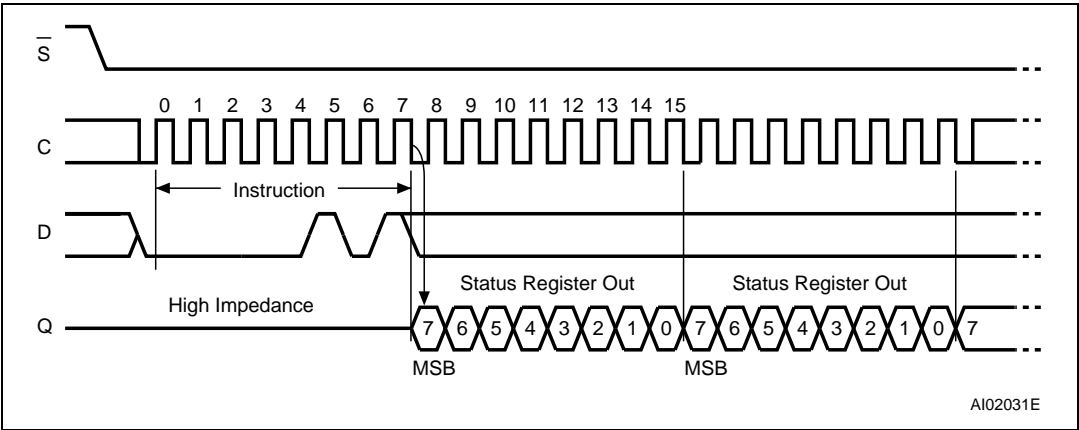 S
0 1 2 3 4 5 6 7 8 9 10 11 12 13 14 15
C
Instruction
D
Status Register Out Status Register Out
High Impedance
Q 7 6 5 4 3 2 1 0 7 6 5 4 3 2 1 0 7
MSB MSB
AI02031E